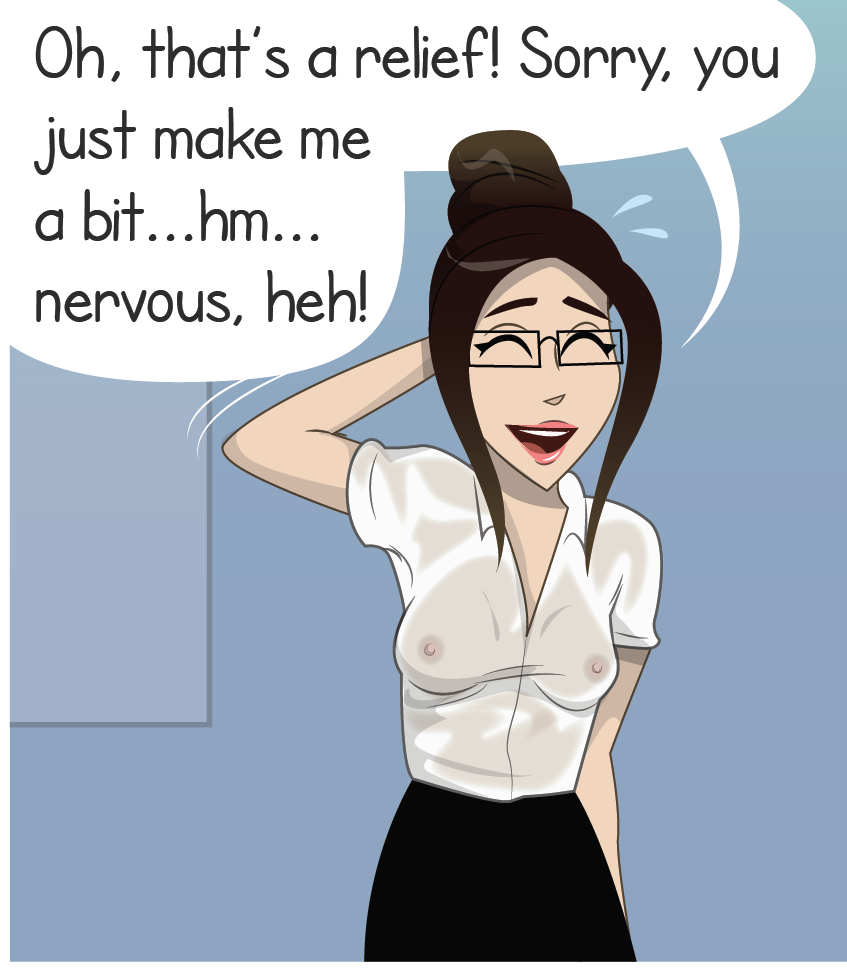 Oh, that's a relief! Sorry, you
just make me
a bit...hm...
nervous, heh!